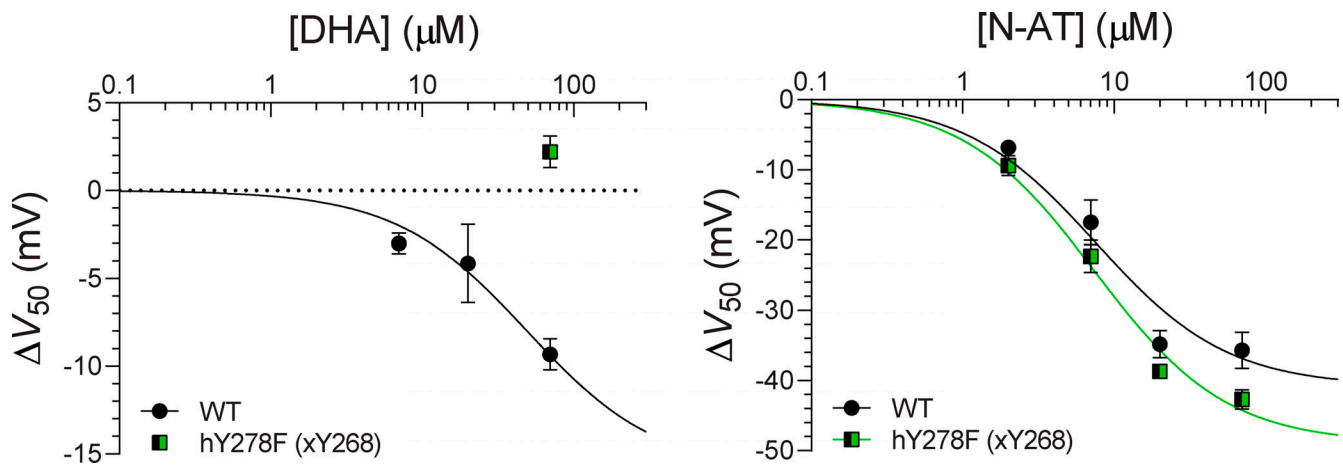 [DHA] (μM)
0.1 1 10 100
5
0
-5
-10
-15
ΔV50 (mV)
WT
hY278F (xY268)
[N-AT] (μM)
0.1 1 10 100
0
-10
-20
-30
-40
-50
ΔV50 (mV)
WT
hY278F (xY268)